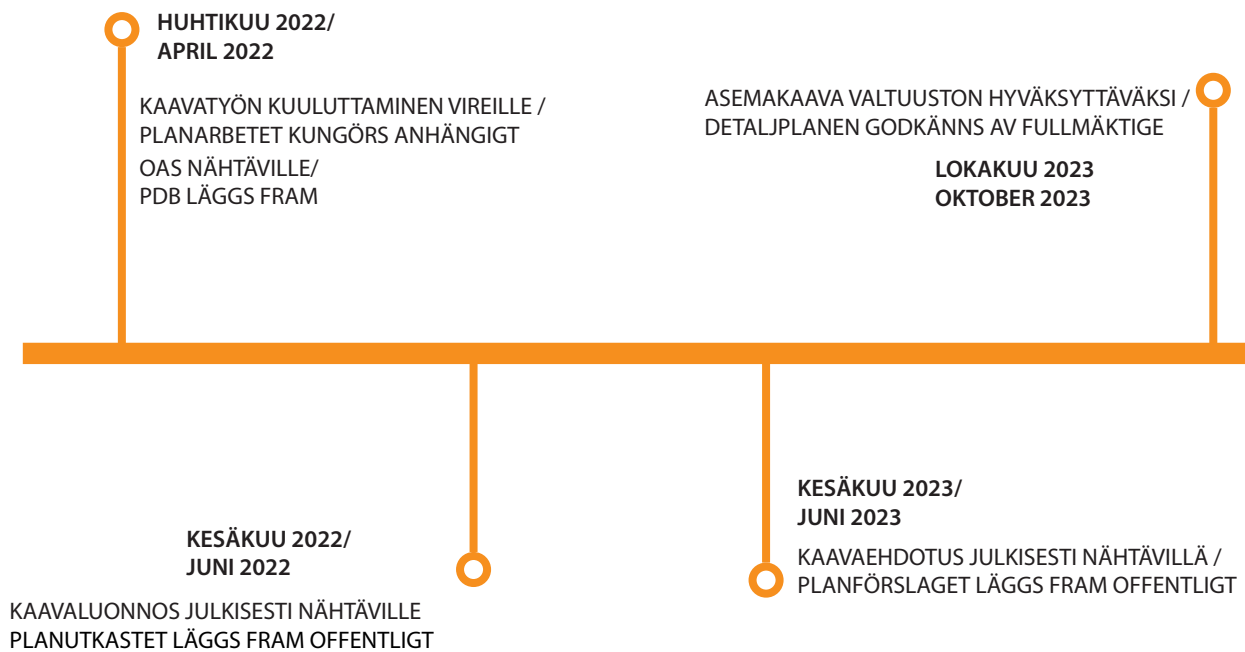 HUHTIKUU 2022/
APRIL 2022
KAAVATYÖN KUULUTTAMINEN VIREILLE /
PLANARBETET KUNGÖRS ANHÄNGIGT
OAS NÄHTÄVILLE/
PDB LÄGGS FRAM
KESÄKUU 2022/
JUNI 2022
KAAVALUONNOS JULKISESTI NÄHTÄVILLE
PLANUTKASTET LÄGGS FRAM OFFENTLIGT
KESÄKUU 2023/
JUNI 2023
KAAVAEHDOTUS JULKISESTI NÄHTÄVILLÄ /
PLANFÖRSLAGET LÄGGS FRAM OFFENTLIGT
ASEMAKAAVA VALTUUSTON HYVÄKSYTTÄVÄKSI /
DETALJPLANEN GODKÄNNS AV FULLMÄKTIGE
LOKAKUU 2023
OKTOBER 2023